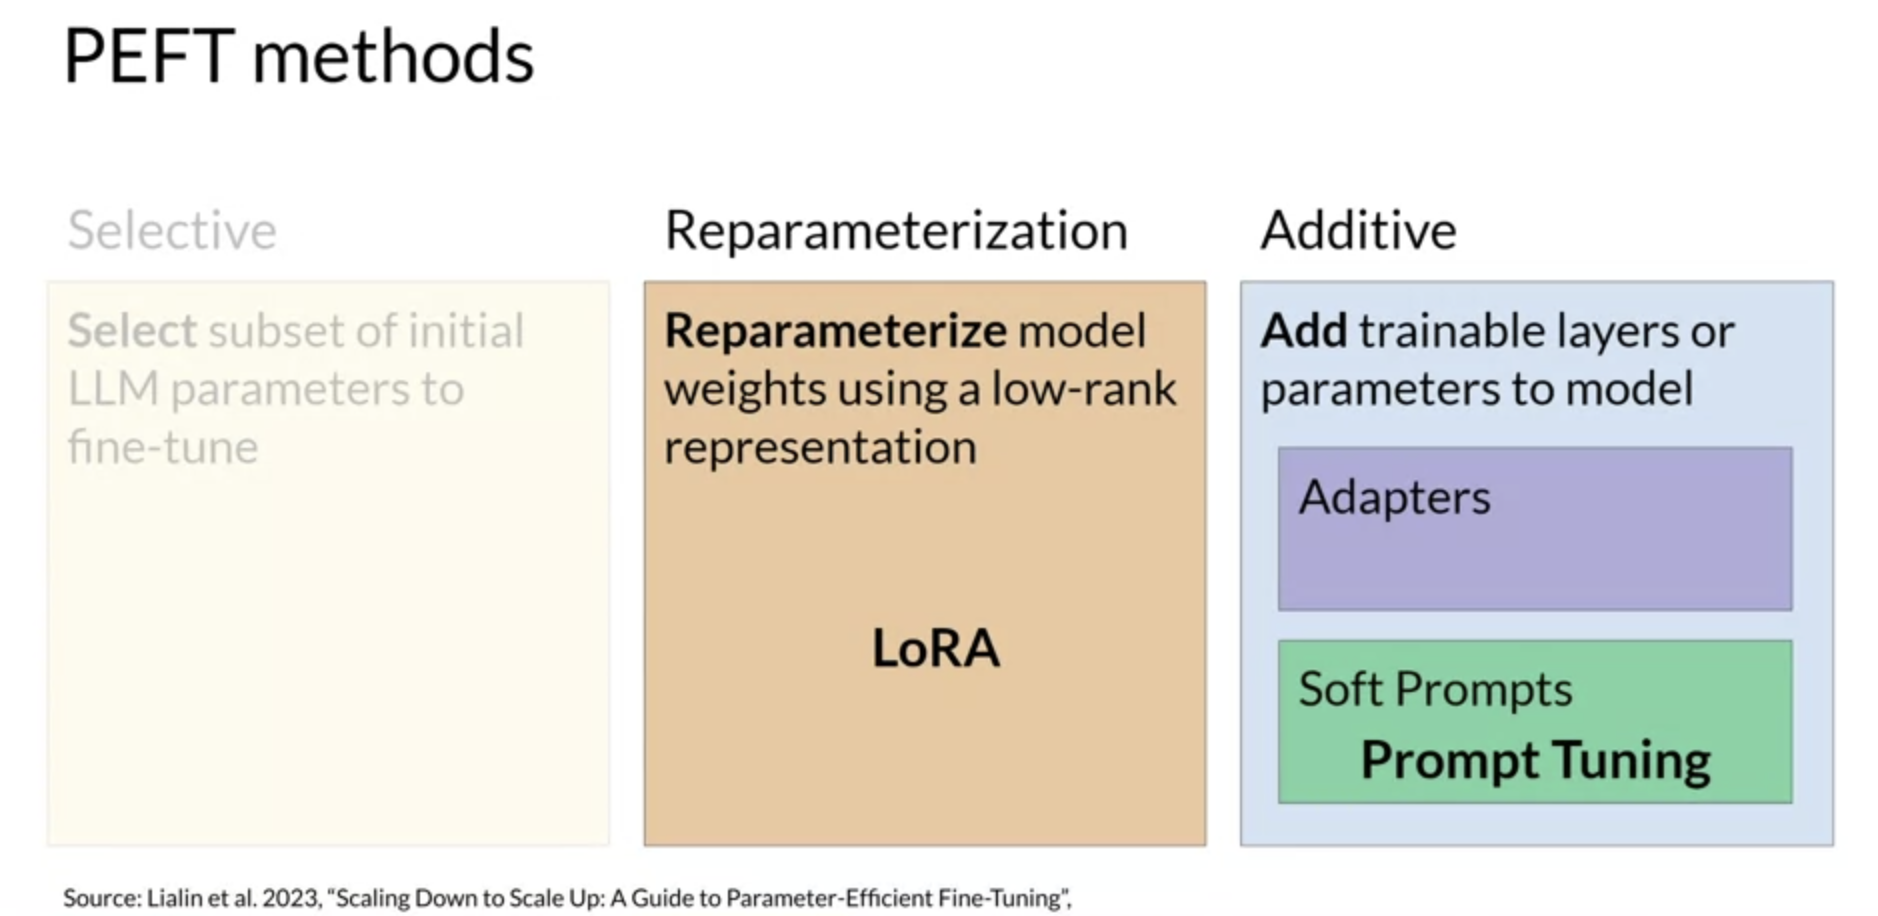 PEFT methods
Selective
Select subset of initial
LLM parameters to
fine-tune
Reparameterization
Reparameterize model
weights using a low-rank
representation
LoRA
Additive
Add trainable layers or
parameters to model
Adapters
Soft Prompts
Prompt Tuning
Source: Lialin et al. 2023, “Scaling Down to Scale Up: A Guide to Parameter-Efficient Fine-Tuning”,